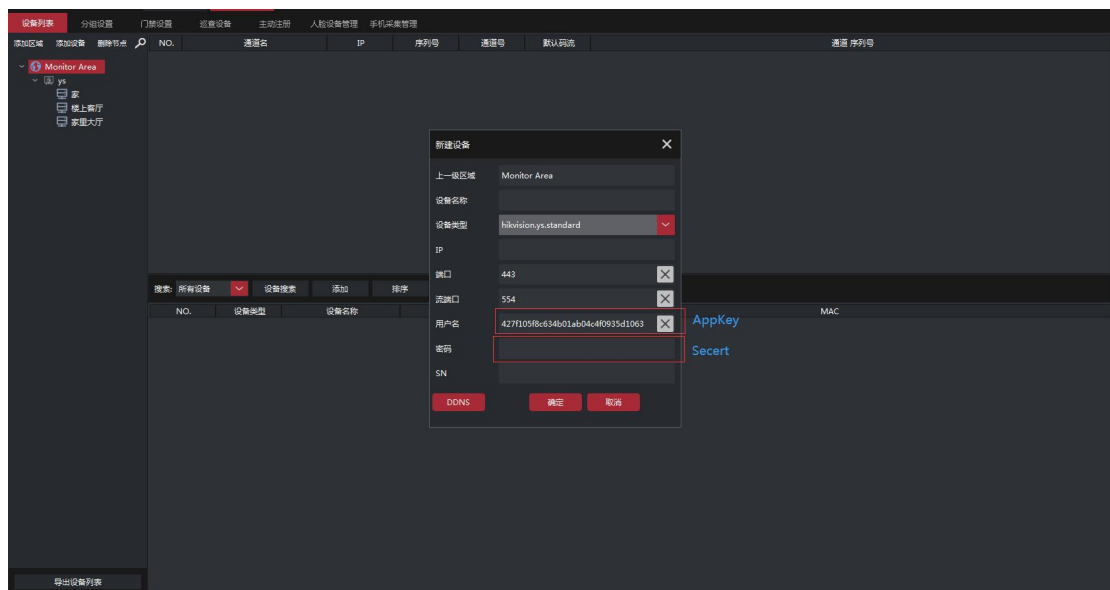 设备列表 分组设置 门禁设置 巡查设备 主动注册 人脸设备管理 手机采集管理
添加区域 添加设备 删除节点 NO. 通道名 IP 序列号 通道号 默认码流 通道 序列号
Monitor Area
ys
家
楼上客厅
家里大厅
新建设备
上一级区域 Monitor Area
设备名称
设备类型 hikvision.ys.standard
IP
端口 443
搜索: 所有设备 设备搜索 添加 排序
流端口 554
NO. 设备类型 设备名称 MAC
用户名 427f105f8c634b01ab04c4f0935d1063 AppKey
密码 Secert
SN
DDNS 确定 取消
导出设备列表